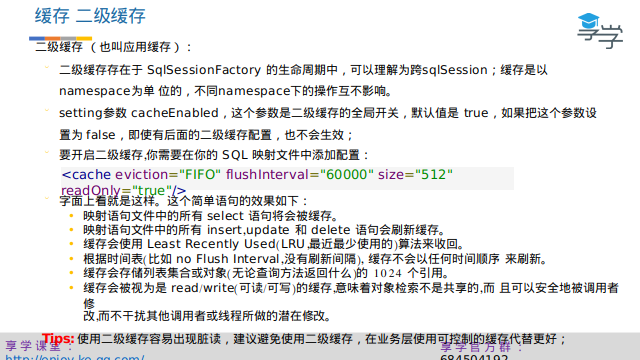 缓存 二级缓存
享学
二级缓存 （也叫应用缓存）：
二级缓存存在于 SqlSessionFactory 的生命周期中，可以理解为跨sqlSession；缓存是以
namespace为单 位的，不同namespace下的操作互不影响。
setting参数 cacheEnabled，这个参数是二级缓存的全局开关，默认值是 true，如果把这个参数设
置为 false，即使有后面的二级缓存配置，也不会生效；
要开启二级缓存,你需要在你的 SQL 映射文件中添加配置：
<cache eviction="FIFO" flushInterval="60000" size="512"
readOnly="true"/>
字面上看就是这样。这个简单语句的效果如下：
映射语句文件中的所有 select 语句将会被缓存。
映射语句文件中的所有 insert,update 和 delete 语句会刷新缓存。
缓存会使用 Least Recently Used(LRU,最近最少使用的)算法来收回。
根据时间表(比如 no Flush Interval,没有刷新间隔), 缓存不会以任何时间顺序 来刷新。
缓存会存储列表集合或对象(无论查询方法返回什么)的 1024 个引用。
缓存会被视为是 read/write(可读/可写)的缓存,意味着对象检索不是共享的,而 且可以安全地被调用者
修
改,而不干扰其他调用者或线程所做的潜在修改。
Tips: 使用二级缓存容易出现脏读，建议避免使用二级缓存，在业务层使用可控制的缓存代替更好；
享学课堂：
http://enjoy.ke.qq.com/
享学官方群：
684504192